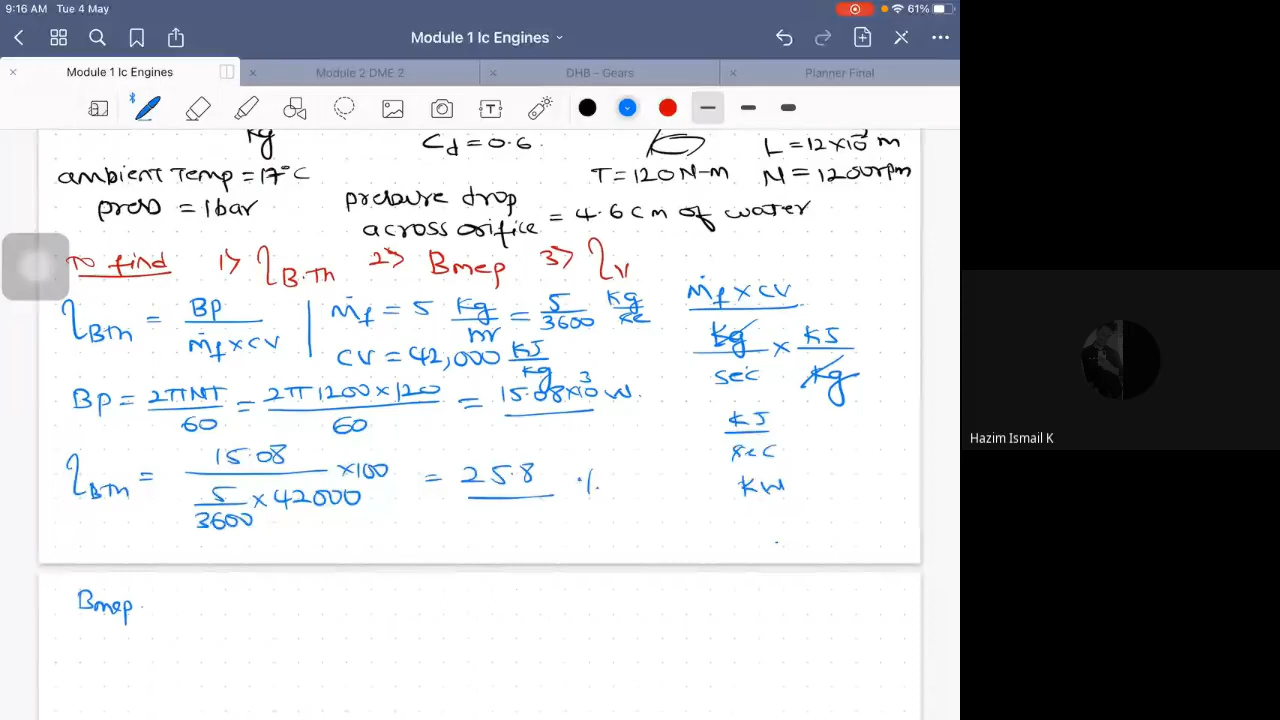 9:16 AM Tue 4 May 61%
Module 1 Ic Engines
Module 1 Ic Engines Module 2 DME 2 DHB - Gears Planner Final
kg Cd = 0.6 L = 12×10⁻² m
ambient Temp = 17°C T = 120 N-m N = 1200rpm
press = 1bar pressure drop
across orifice = 4.6 cm of water
To find 1> ηB.Th 2> Bmep 3> ηv
ηBth = BP / ṁf × CV | ṁf = 5 kg/hr = 5/3600 kg/sec ṁf × CV
CV = 42,000 KJ/kg kg/sec × KJ/kg
BP = 2πNT/60 = 2π 1200×120/60 = 15.08×10³ W.
KJ/sec
ηBth = 15.08 / 5/3600 × 42000 ×100 = 25.8 %
KW
Bmep
Hazim Ismail K